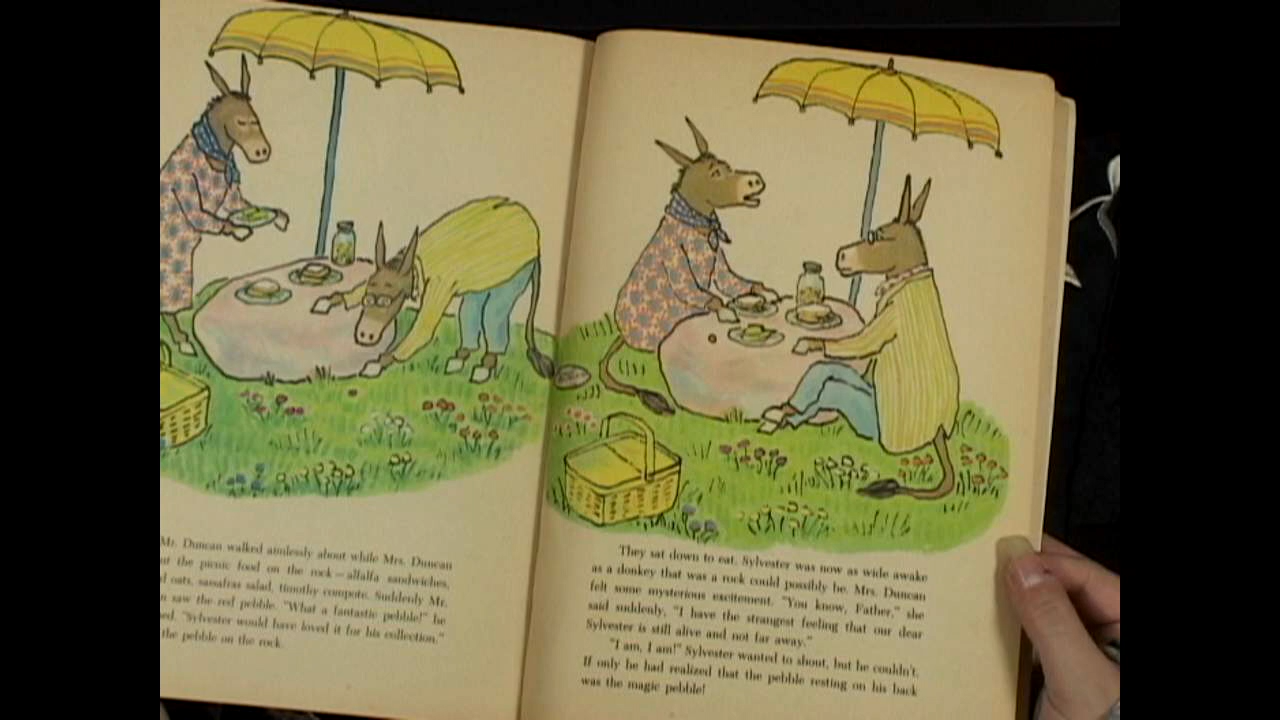 Mr. Duncan walked aimlessly about while Mrs. Duncan
the picnic food on the rock—alfalfa sandwiches,
oats, sassafras salad, timothy compote. Suddenly Mr.
saw the red pebble. "What a fantastic pebble!" he
"Sylvester would have loved it for his collection."
the pebble on the rock.
They sat down to eat. Sylvester was now as wide awake
as a donkey that was a rock could possibly be. Mrs. Duncan
felt some mysterious excitement. "You know, Father," she
said suddenly, "I have the strangest feeling that our dear
Sylvester is still alive and not far away."
"I am, I am!" Sylvester wanted to shout, but he couldn't.
If only he had realized that the pebble resting on his back
was the magic pebble!